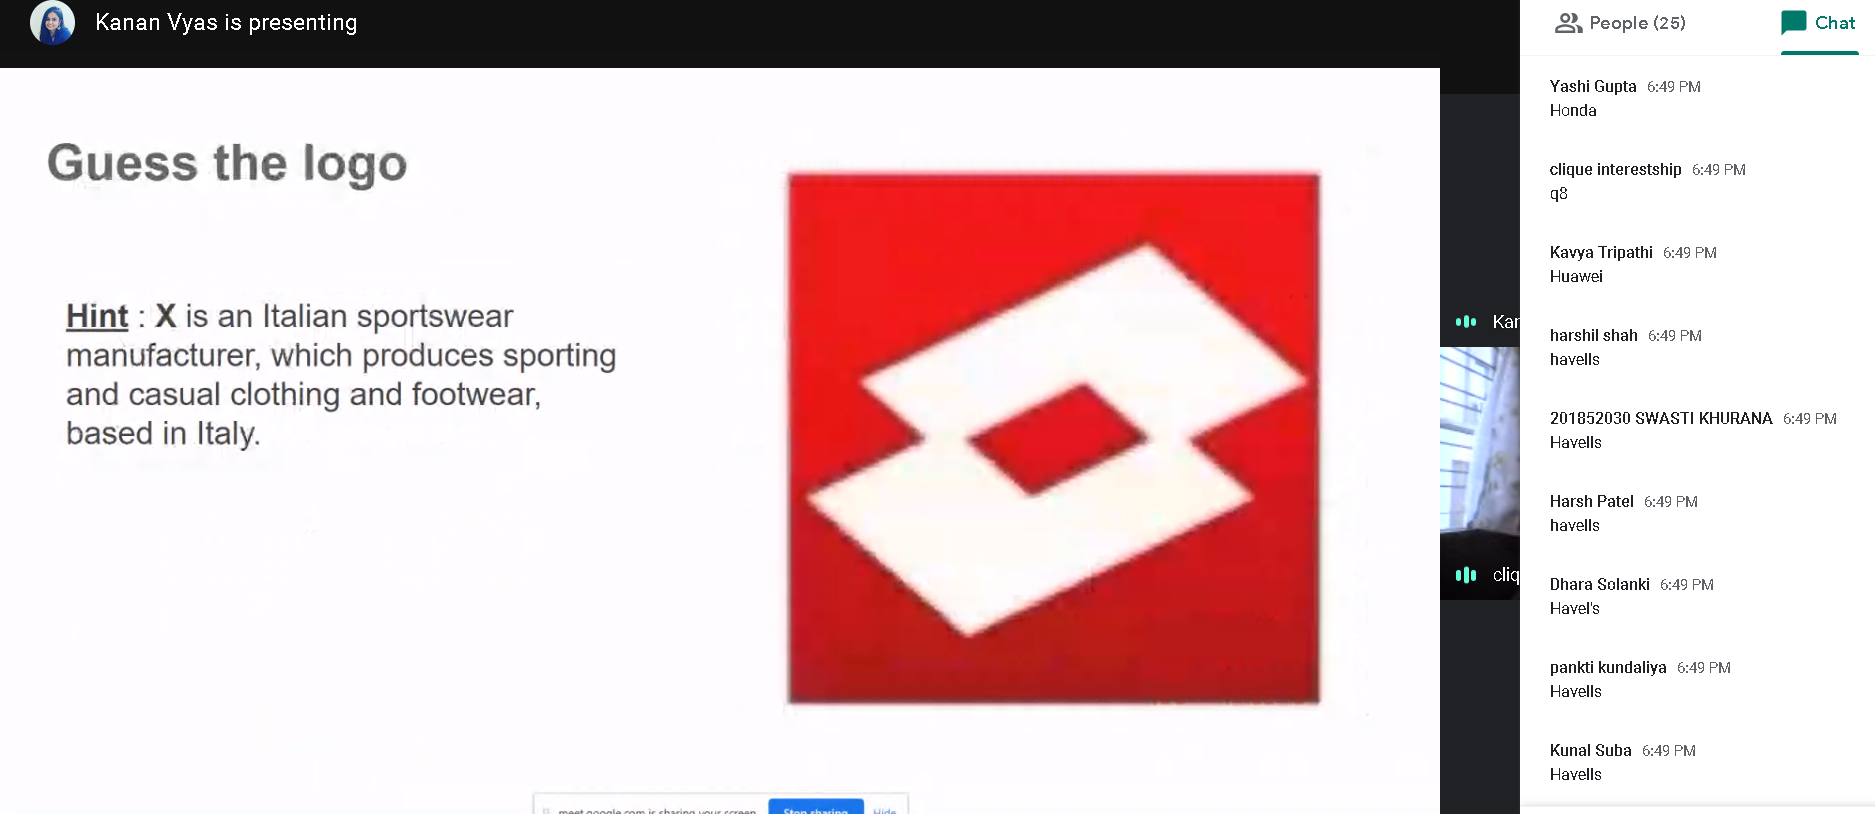 Kanan Vyas is presenting
Guess the logo
Hint : X is an Italian sportswear
manufacturer, which produces sporting
and casual clothing and footwear,
based in Italy.
meet.google.com is sharing your screen.
Stop sharing
Hide
Kar
cliq
People (25)
Chat
Yashi Gupta 6:49 PM
Honda
clique interestship 6:49 PM
q8
Kavya Tripathi 6:49 PM
Huawei
harshil shah 6:49 PM
havells
201852030 SWASTI KHURANA 6:49 PM
Havells
Harsh Patel 6:49 PM
havells
Dhara Solanki 6:49 PM
Havel's
pankti kundaliya 6:49 PM
Havells
Kunal Suba 6:49 PM
Havells